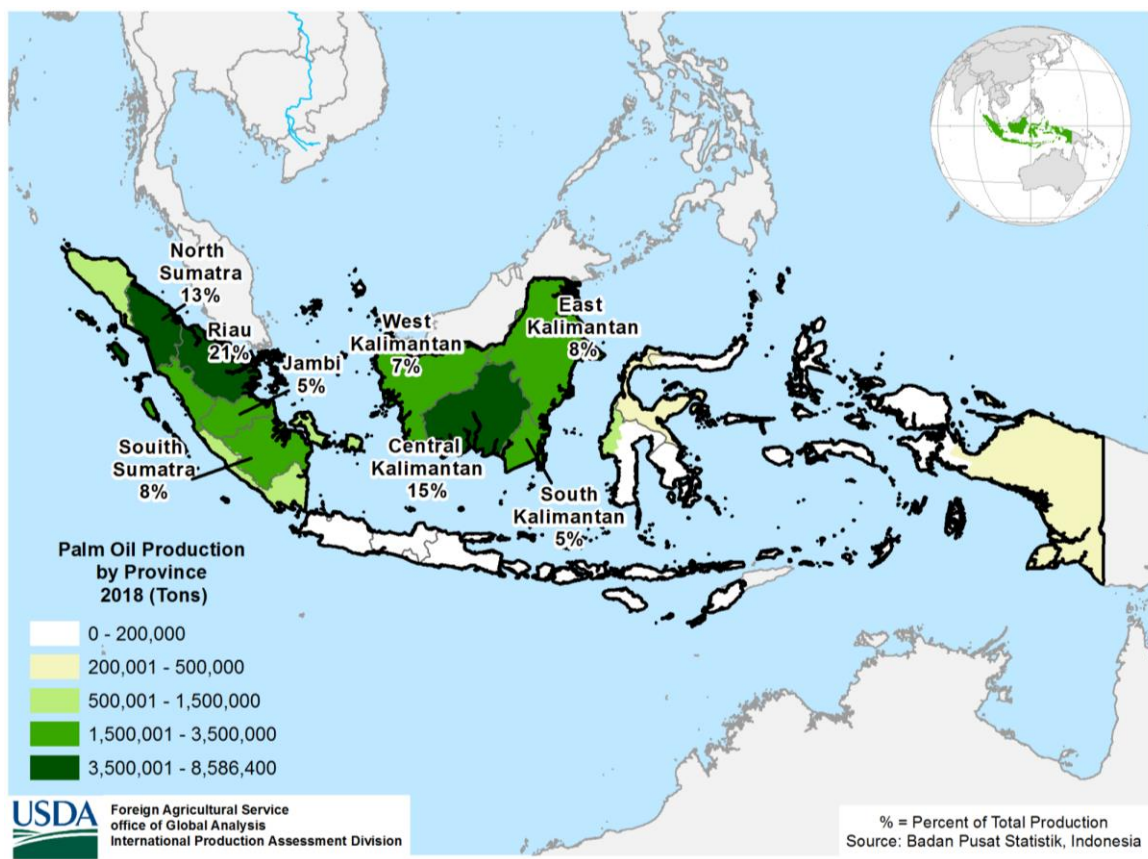 North
Sumatra
13%
Riau
21%
Jambi
5%
Souith
Sumatra
8%
West
Kalimantan
7%
East
Kalimantan
8%
Central
Kalimantan
15%
South
Kalimantan
5%
Palm Oil Production
by Province
2018 (Tons)
0 - 200,000
200,001 - 500,000
500,001 - 1,500,000
1,500,001 - 3,500,000
3,500,001 - 8,586,400
USDA
Foreign Agricultural Service
office of Global Analysis
International Production Assessment Division
% = Percent of Total Production
Source: Badan Pusat Statistik, Indonesia